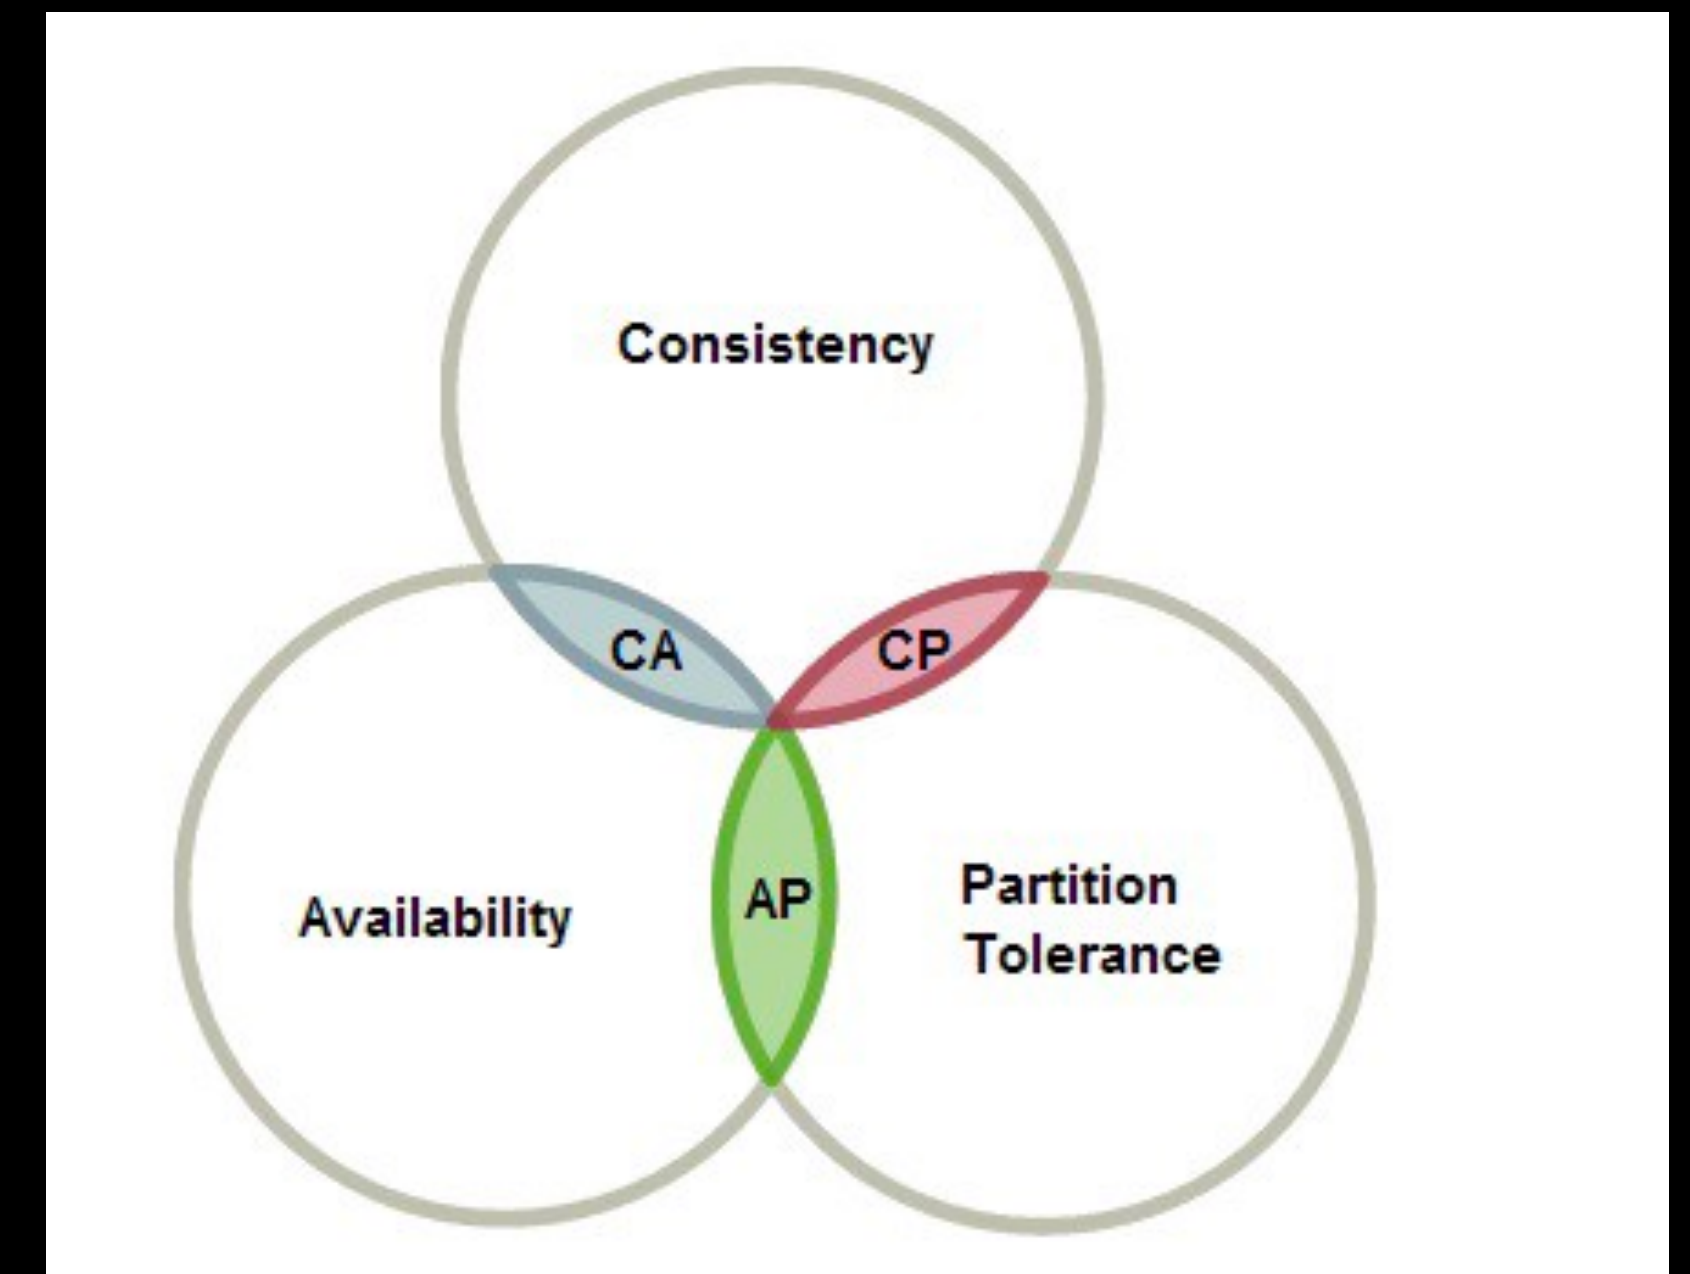 Consistency
CA
CP
AP
Availability
Partition
Tolerance